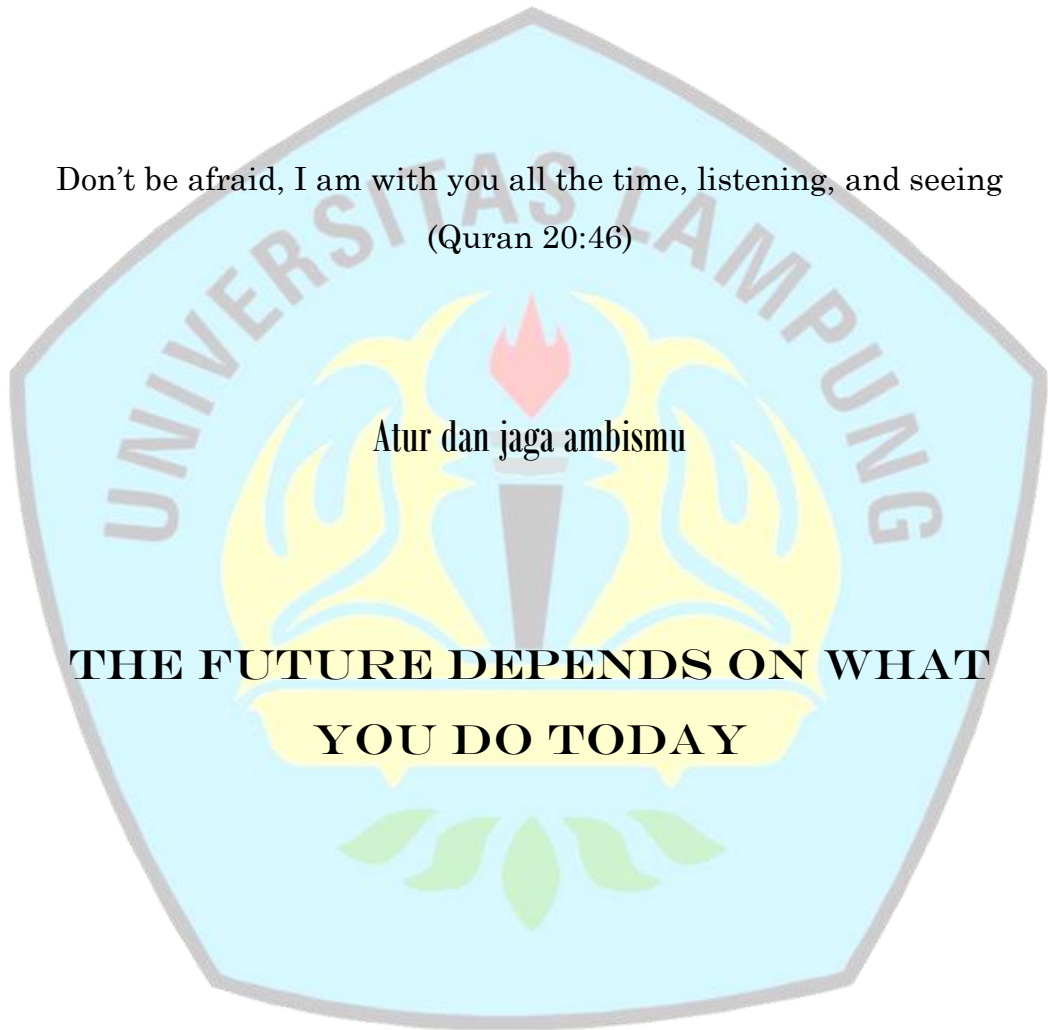 Don’t be afraid, I am with you all the time, listening, and seeing
(Quran 20:46)
UNIVERSITAS LAMPUNG
Atur dan jaga ambismu
THE FUTURE DEPENDS ON WHAT
YOU DO TODAY